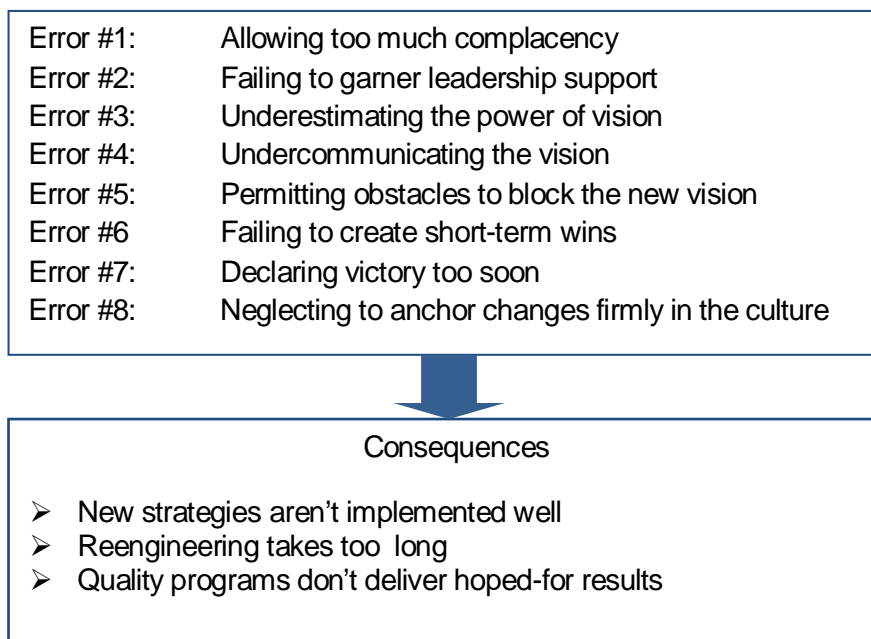 Error #1: Allowing too much complacency
Error #2: Failing to garner leadership support
Error #3: Underestimating the power of vision
Error #4: Undercommunicating the vision
Error #5: Permitting obstacles to block the new vision
Error #6 Failing to create short-term wins
Error #7: Declaring victory too soon
Error #8: Neglecting to anchor changes firmly in the culture
Consequences
➢ New strategies aren’t implemented well
➢ Reengineering takes too long
➢ Quality programs don’t deliver hoped-for results